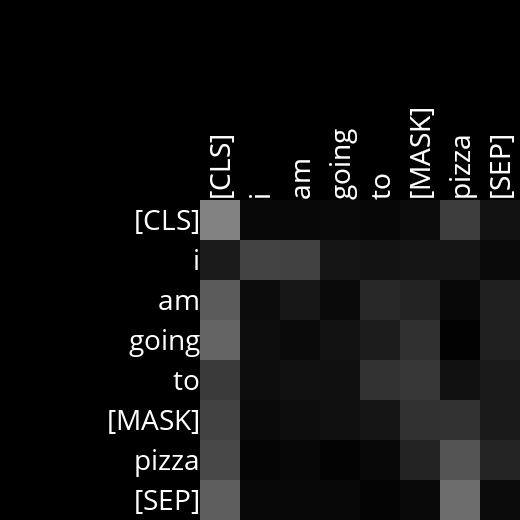 [CLS] i am going to [MASK] pizza [SEP]
[CLS]
i
am
going
to
[MASK]
pizza
[SEP]